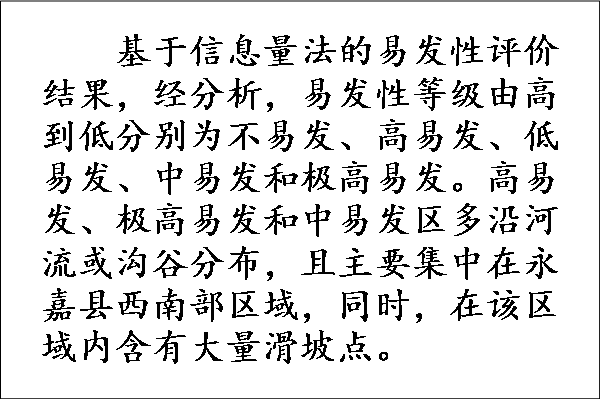 基于信息量法的易发性评价
结果，经分析，易发性等级由高
到低分别为不易发、高易发、低
易发、中易发和极高易发。高易
发、极高易发和中易发区多沿河
流或沟谷分布，且主要集中在永
嘉县西南部区域，同时，在该区
域内含有大量滑坡点。